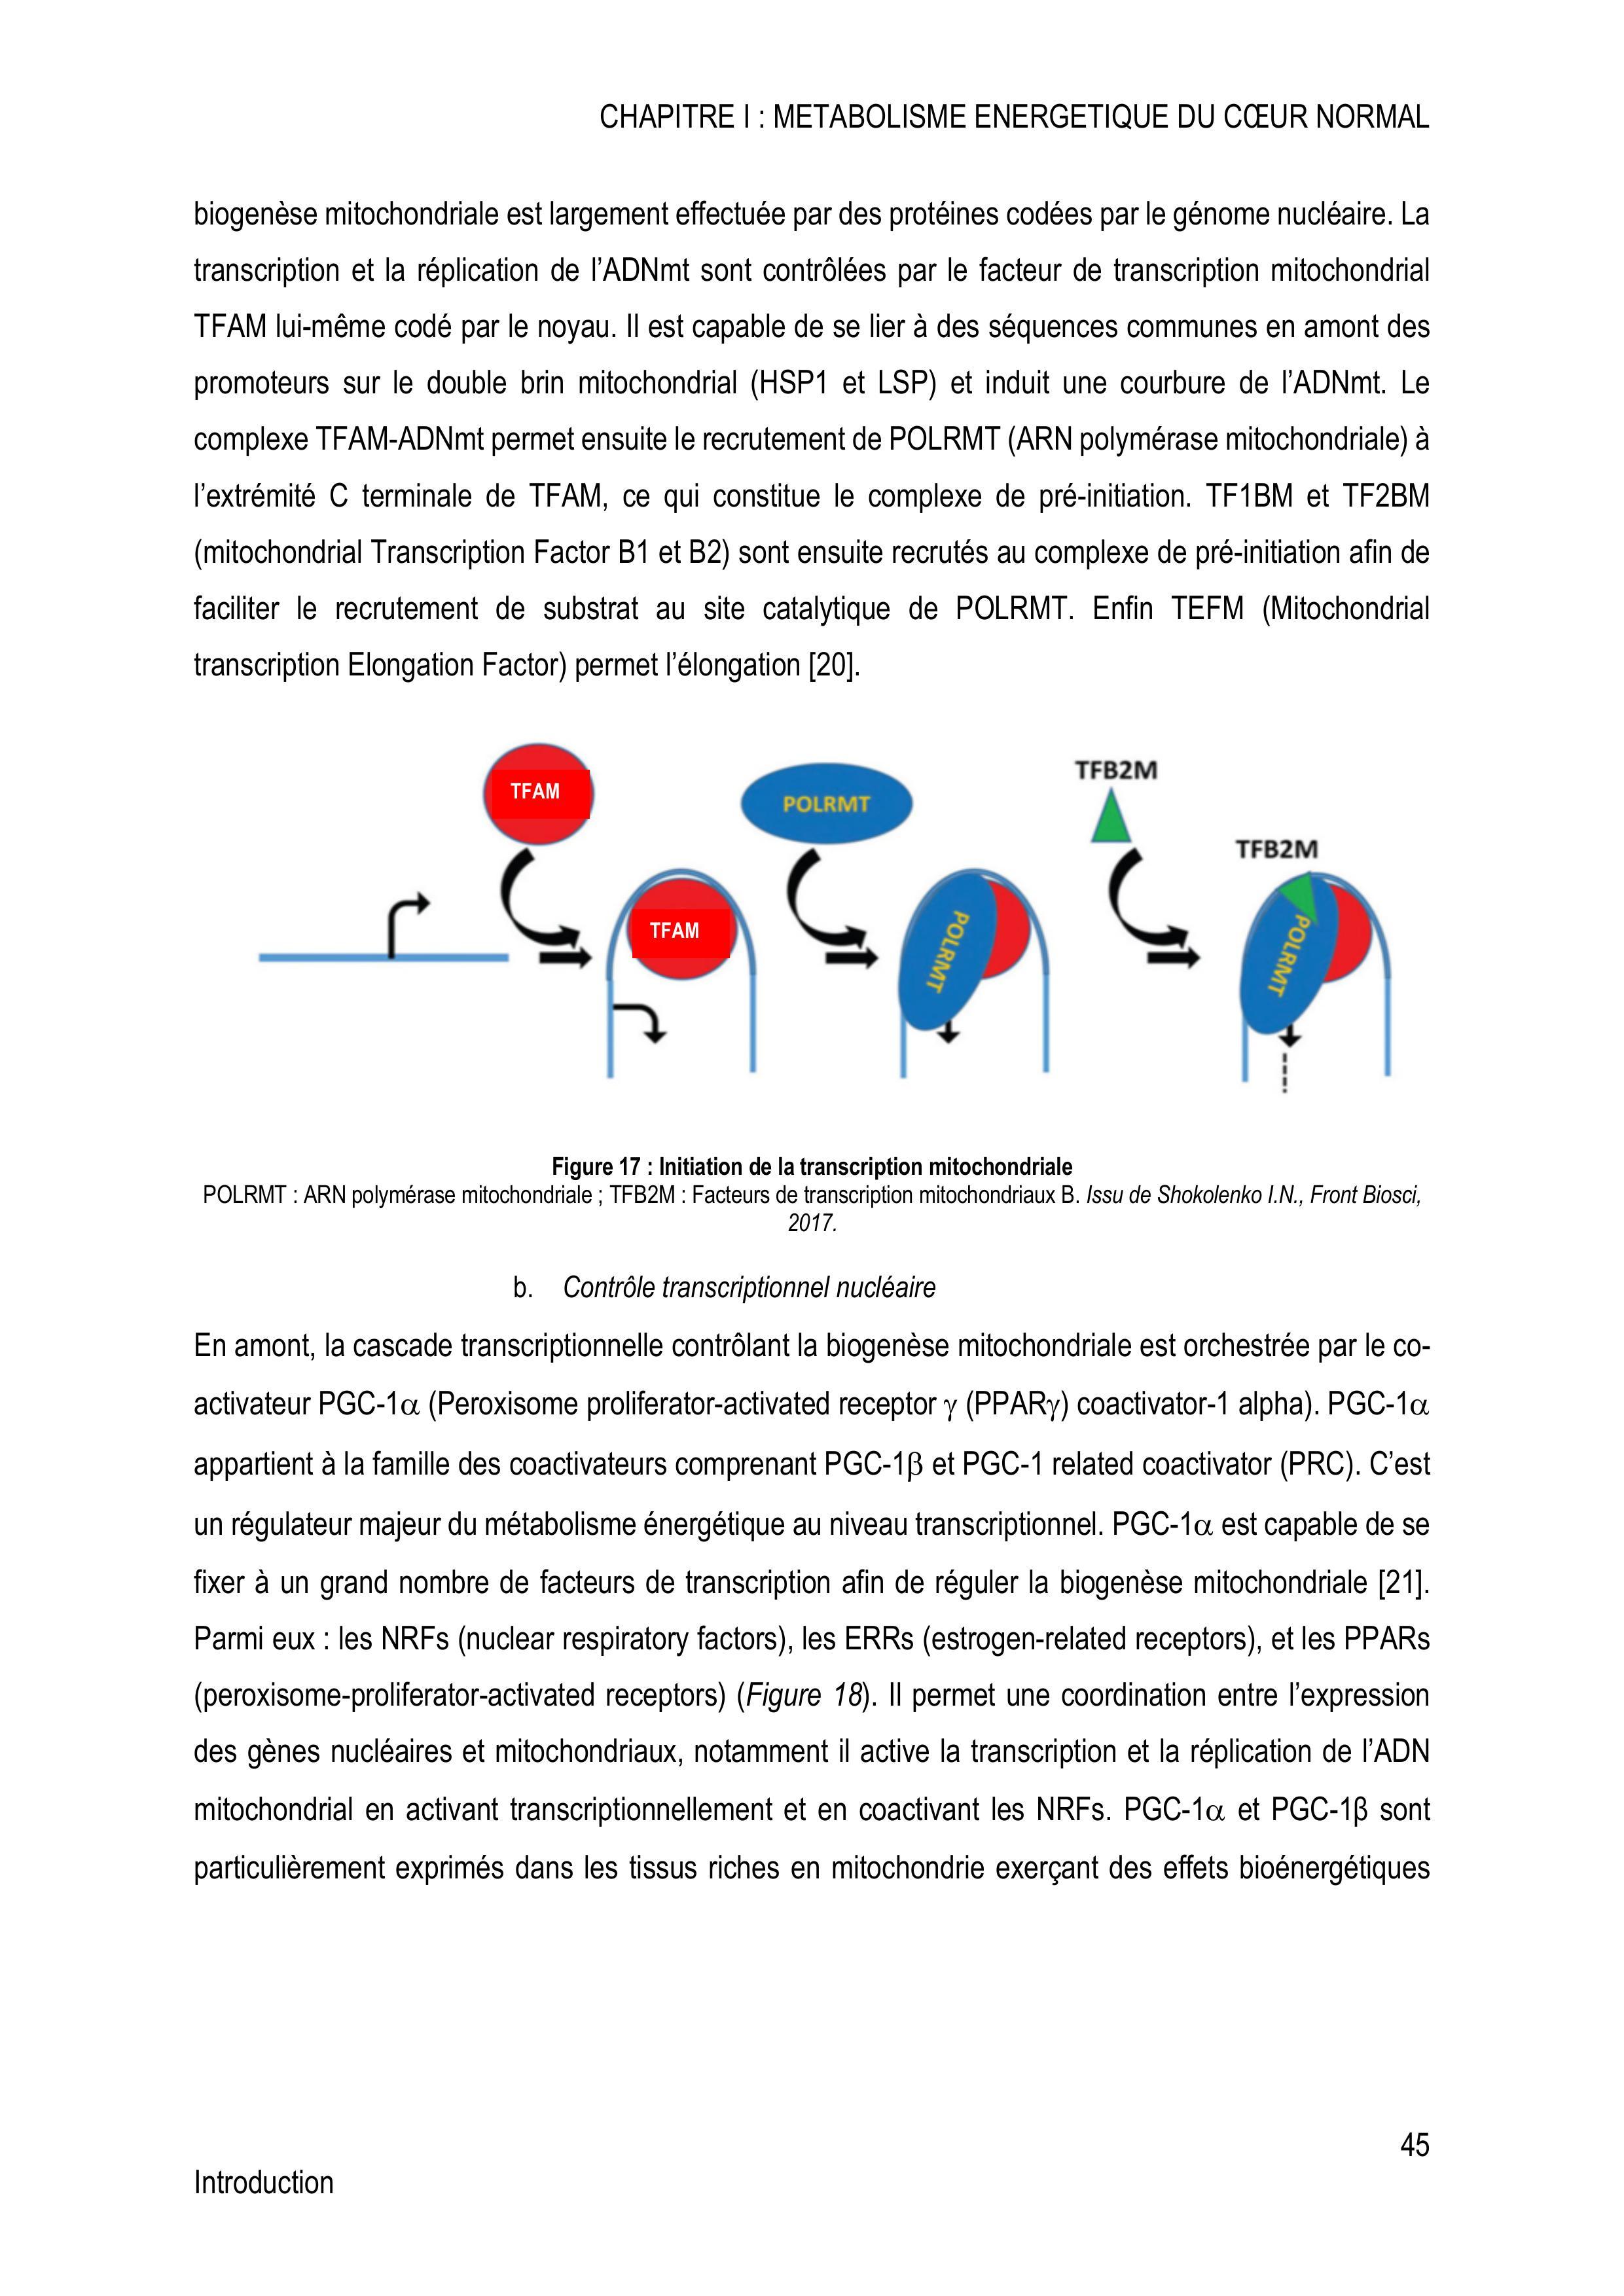 CHAPITRE I : METABOLISME ENERGETIQUE DU CŒUR NORMAL
biogenèse mitochondriale est largement effectuée par des protéines codées par le génome nucléaire. La
transcription et la réplication de l’ADNmt sont contrôlées par le facteur de transcription mitochondrial
TFAM lui-même codé par le noyau. Il est capable de se lier à des séquences communes en amont des
promoteurs sur le double brin mitochondrial (HSP1 et LSP) et induit une courbure de l’ADNmt. Le
complexe TFAM-ADNmt permet ensuite le recrutement de POLRMT (ARN polymérase mitochondriale) à
l’extrémité C terminale de TFAM, ce qui constitue le complexe de pré-initiation. TF1BM et TF2BM
(mitochondrial Transcription Factor B1 et B2) sont ensuite recrutés au complexe de pré-initiation afin de
faciliter le recrutement de substrat au site catalytique de POLRMT. Enfin TEFM (Mitochondrial
transcription Elongation Factor) permet l’élongation [20].
TFAM
POLRMT
TFB2M
TFB2M
TFAM
POLRMT
POLRMT
Figure 17 : Initiation de la transcription mitochondriale
POLRMT : ARN polymérase mitochondriale ; TFB2M : Facteurs de transcription mitochondriaux B. Issu de Shokolenko I.N., Front Biosci,
2017.
b. Contrôle transcriptionnel nucléaire
En amont, la cascade transcriptionnelle contrôlant la biogenèse mitochondriale est orchestrée par le co-
activateur PGC-1α (Peroxisome proliferator-activated receptor γ (PPARγ) coactivator-1 alpha). PGC-1α
appartient à la famille des coactivateurs comprenant PGC-1β et PGC-1 related coactivator (PRC). C’est
un régulateur majeur du métabolisme énergétique au niveau transcriptionnel. PGC-1α est capable de se
fixer à un grand nombre de facteurs de transcription afin de réguler la biogenèse mitochondriale [21].
Parmi eux : les NRFs (nuclear respiratory factors), les ERRs (estrogen-related receptors), et les PPARs
(peroxisome-proliferator-activated receptors) (Figure 18). Il permet une coordination entre l’expression
des gènes nucléaires et mitochondriaux, notamment il active la transcription et la réplication de l’ADN
mitochondrial en activant transcriptionnellement et en coactivant les NRFs. PGC-1α et PGC-1β sont
particulièrement exprimés dans les tissus riches en mitochondrie exerçant des effets bioénergétiques
45
Introduction